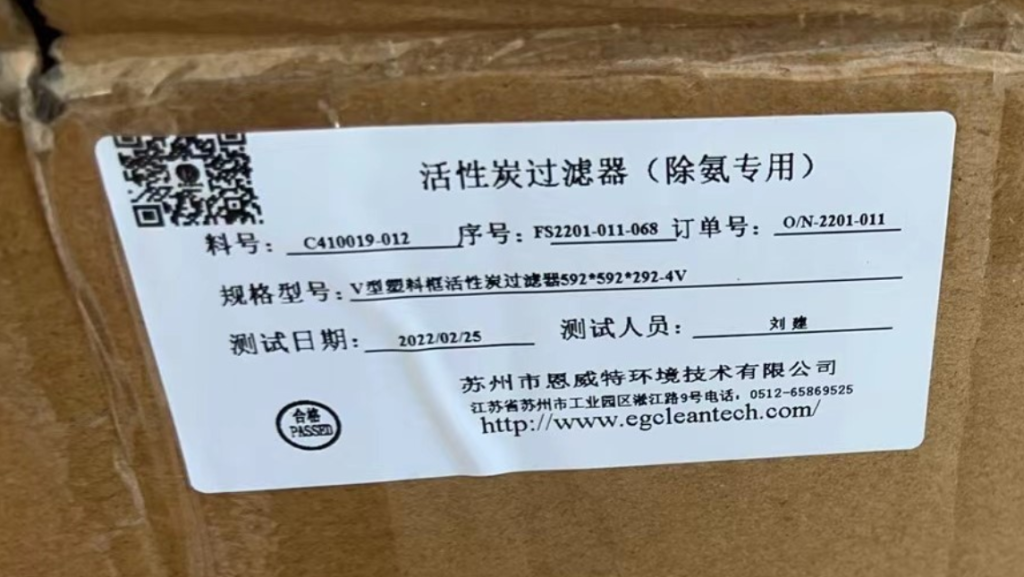 活性炭过滤器（除氨专用）
料号： C410019-012 序号：FS2201-011-068 订单号： O/N-2201-011
规格型号：V型塑料框活性炭过滤器592*592*292-4V
测试日期： 2022/02/25 测试人员： 刘建
苏州市恩威特环境技术有限公司
江苏省苏州市工业园区淞江路9号电话，0512-65869525
http://www.egcleantech.com/
合格
PASSED